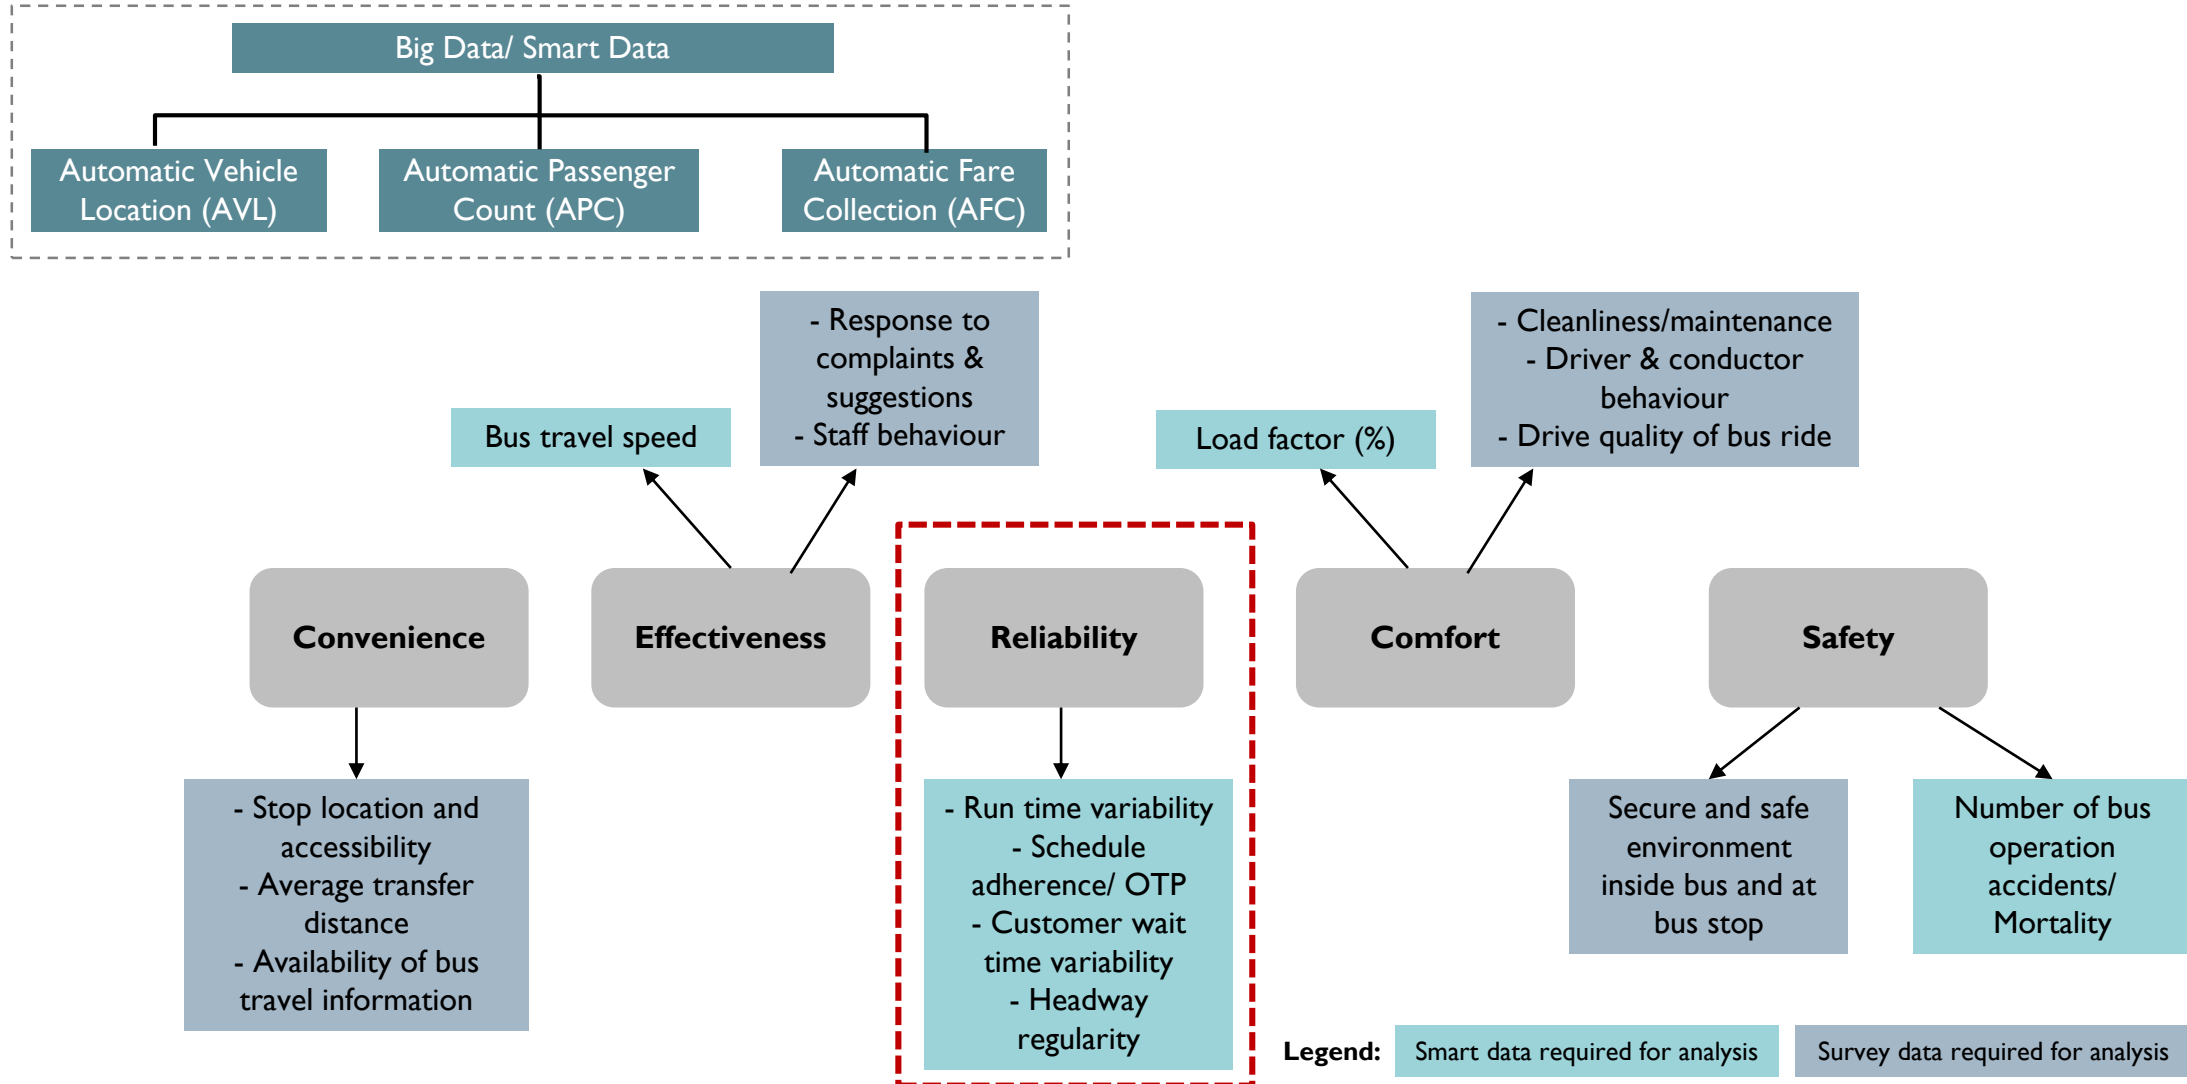 Big Data/ Smart Data
Automatic Vehicle
Location (AVL)
Automatic Passenger
Count (APC)
Automatic Fare
Collection (AFC)
- Response to
complaints &
suggestions
- Staff behaviour
Bus travel speed
- Cleanliness/maintenance
- Driver & conductor
behaviour
- Drive quality of bus ride
Load factor (%)
Convenience
Effectiveness
Reliability
Comfort
Safety
- Stop location and
accessibility
- Average transfer
distance
- Availability of bus
travel information
- Run time variability
- Schedule
adherence/ OTP
- Customer wait
time variability
- Headway
regularity
Secure and safe
environment
inside bus and at
bus stop
Number of bus
operation
accidents/
Mortality
Legend:
Smart data required for analysis
Survey data required for analysis